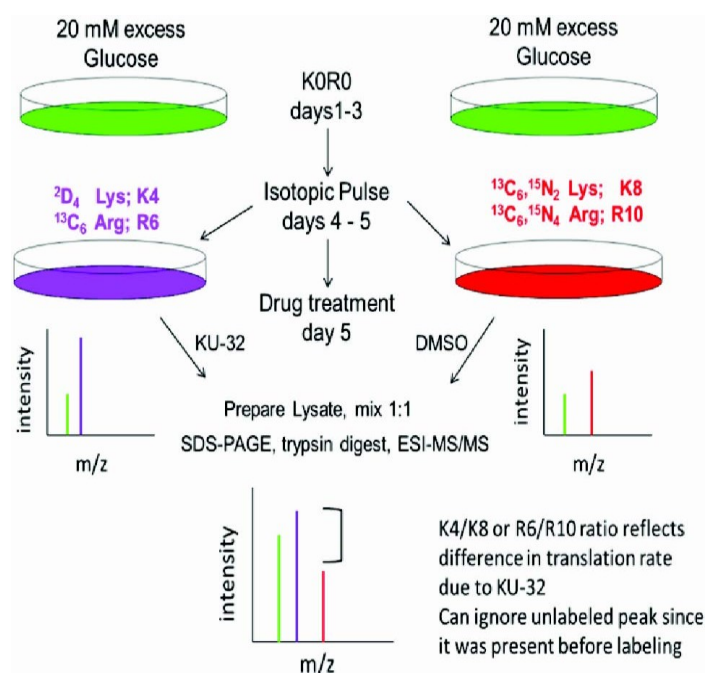 20 mM excess
Glucose
20 mM excess
Glucose
K0R0
days1-3
²D₄ Lys; K4
¹³C₆ Arg; R6
Isotopic Pulse
days 4 - 5
¹³C₆,¹⁵N₂ Lys; K8
¹³C₆,¹⁵N₄ Arg; R10
Drug treatment
day 5
KU-32
DMSO
intensity
m/z
intensity
m/z
Prepare Lysate, mix 1:1
SDS-PAGE, trypsin digest, ESI-MS/MS
intensity
m/z
K4/K8 or R6/R10 ratio reflects
difference in translation rate
due to KU-32
Can ignore unlabeled peak since
it was present before labeling